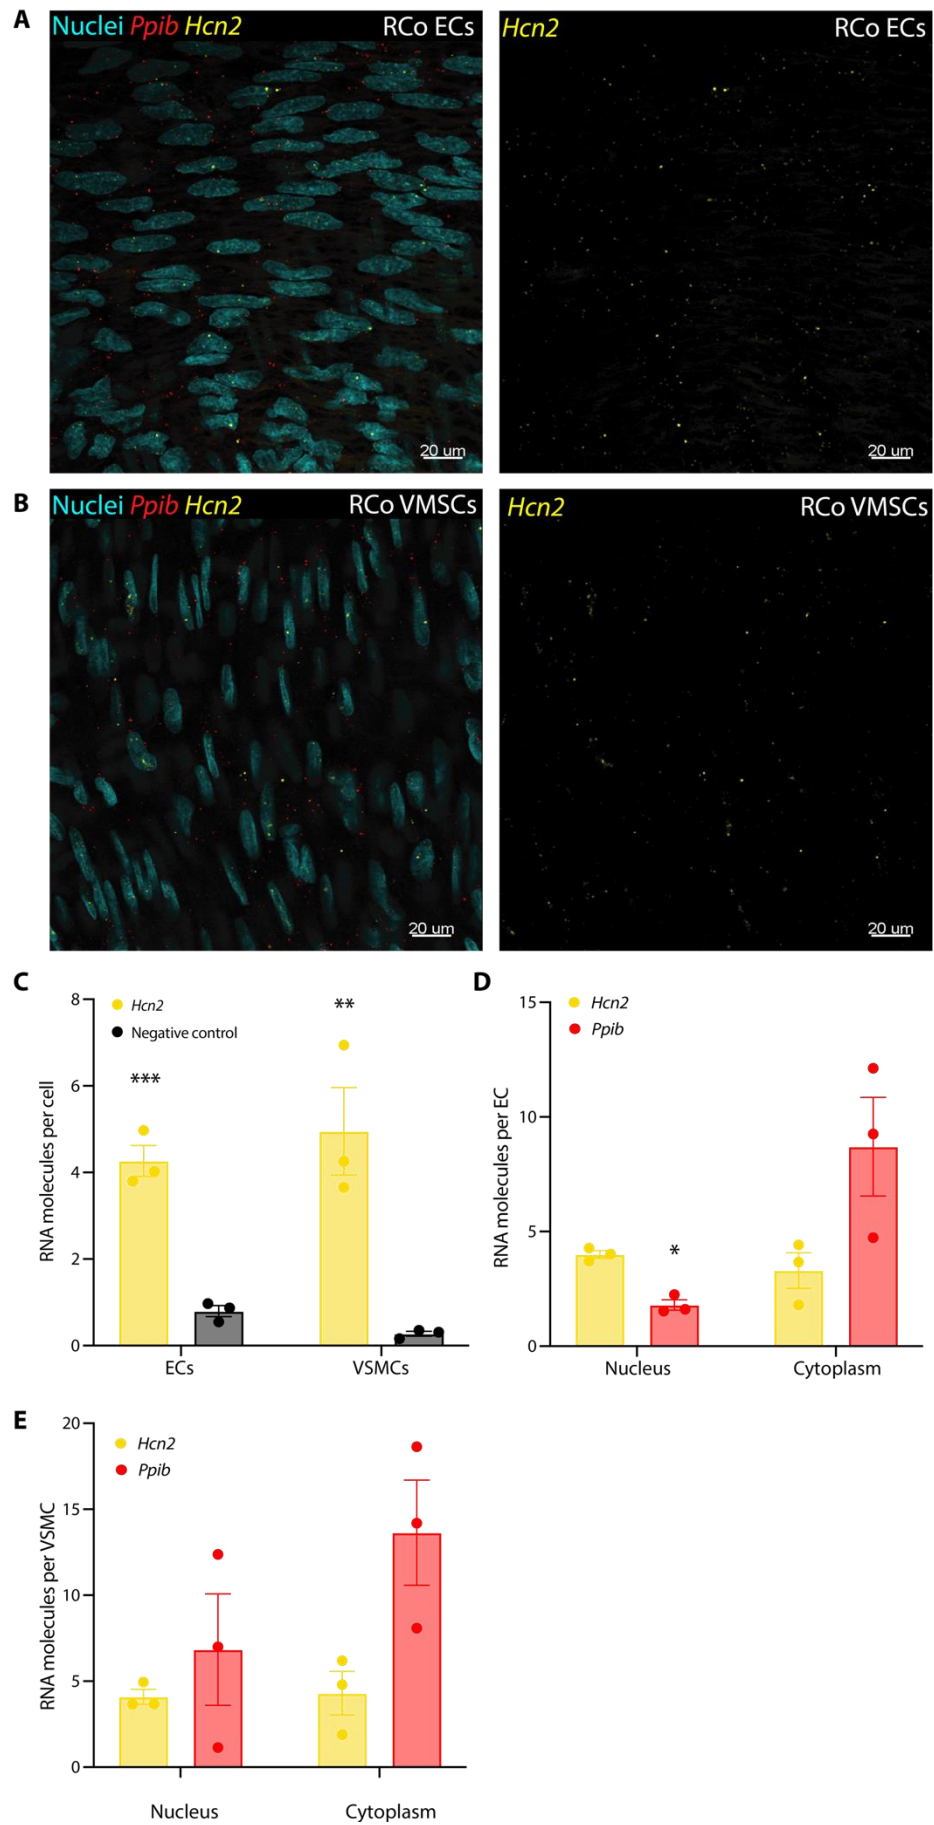 A
Nuclei Ppib Hcn2 RCo ECs
Hcn2 RCo ECs
20 um
20 um
B
Nuclei Ppib Hcn2 RCo VMSCs
Hcn2 RCo VMSCs
20 um
20 um
C
RNA molecules per cell
8
6
4
2
0
Hcn2
Negative control
***
**
ECs
VSMCs
D
RNA molecules per EC
15
10
5
0
Hcn2
Ppib
*
Nucleus
Cytoplasm
E
RNA molecules per VSMC
20
15
10
5
0
Hcn2
Ppib
Nucleus
Cytoplasm